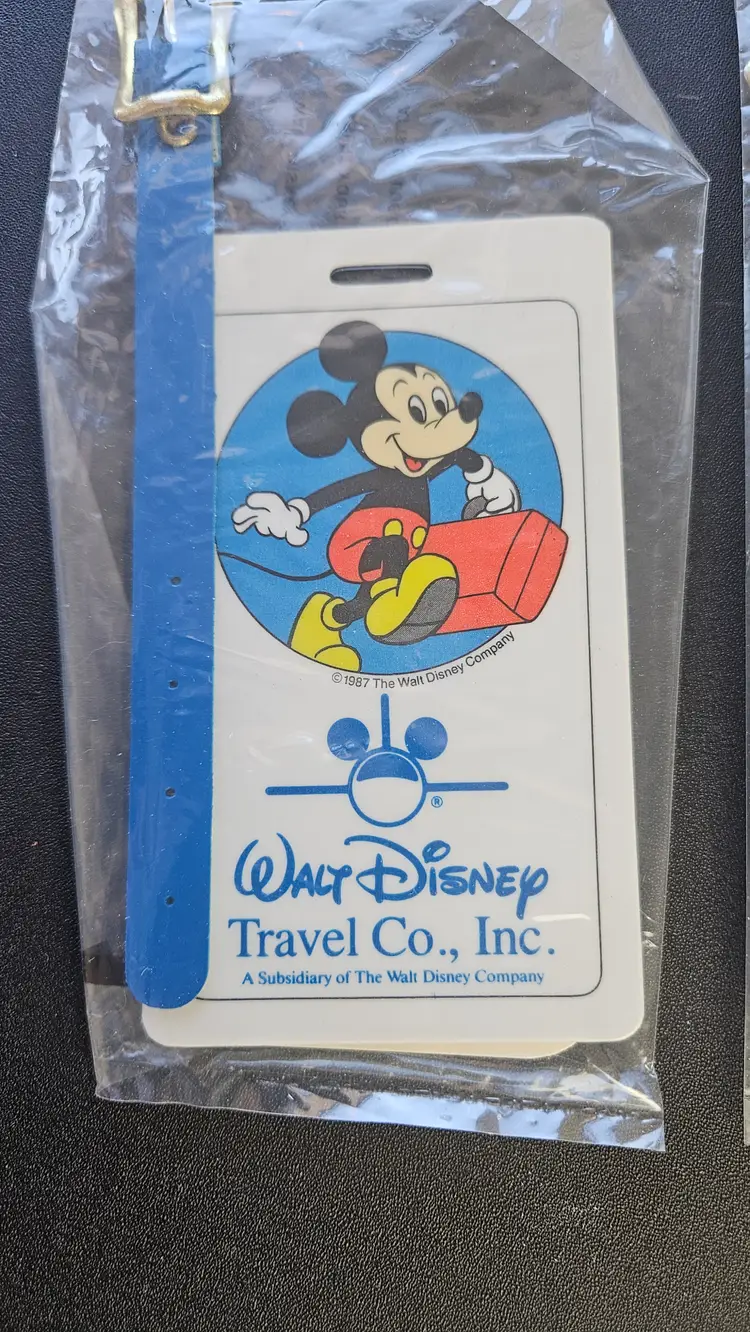 ©1987 The Walt Disney Company
®
Walt Disney
Travel Co., Inc.
A Subsidiary of The Walt Disney Company